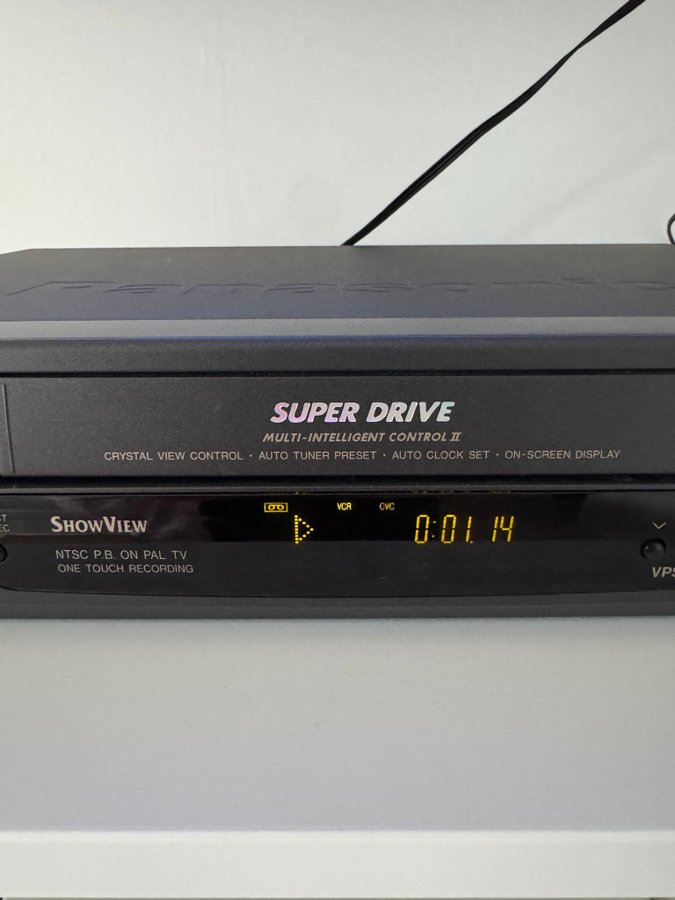 Panasonic
SUPER DRIVE
MULTI-INTELLIGENT CONTROL II
CRYSTAL VIEW CONTROL • AUTO TUNER PRESET • AUTO CLOCK SET • ON-SCREEN DISPLAY
VCR CVC
SHOWVIEW 0:01.14
NTSC P.B. ON PAL TV
ONE TOUCH RECORDING